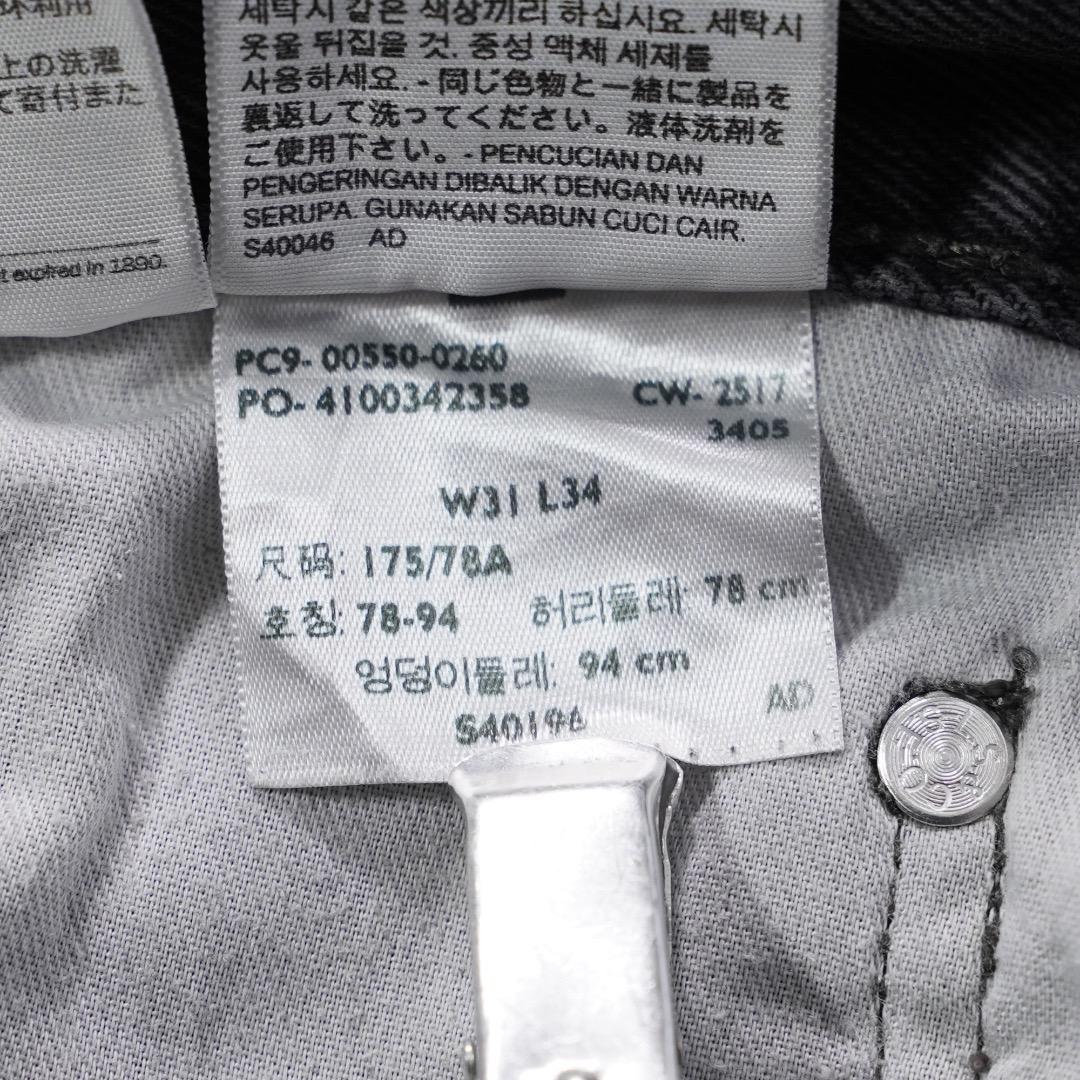 上の洗濯
て寄付また
t expired in 1890.
세탁시 같은 색상끼리 하십시요. 세탁시
옷울 뒤집을 것. 중성 액체 세제를
사용하세요. - 同じ色物と一緒に製品を
裏返して洗ってください。液体洗剤を
ご使用下さい。- PENCUCIAN DAN
PENGERINGAN DIBALIK DENGAN WARNA
SERUPA. GUNAKAN SABUN CUCI CAIR.
S40046 AD
PC9- 00550-0260
PO- 4100342358 CW- 2517
3405
W31 L34
尺码: 175/78A
호칭: 78-94 허리둘레: 78 cm
엉덩이둘레: 94 cm
S40196 AD